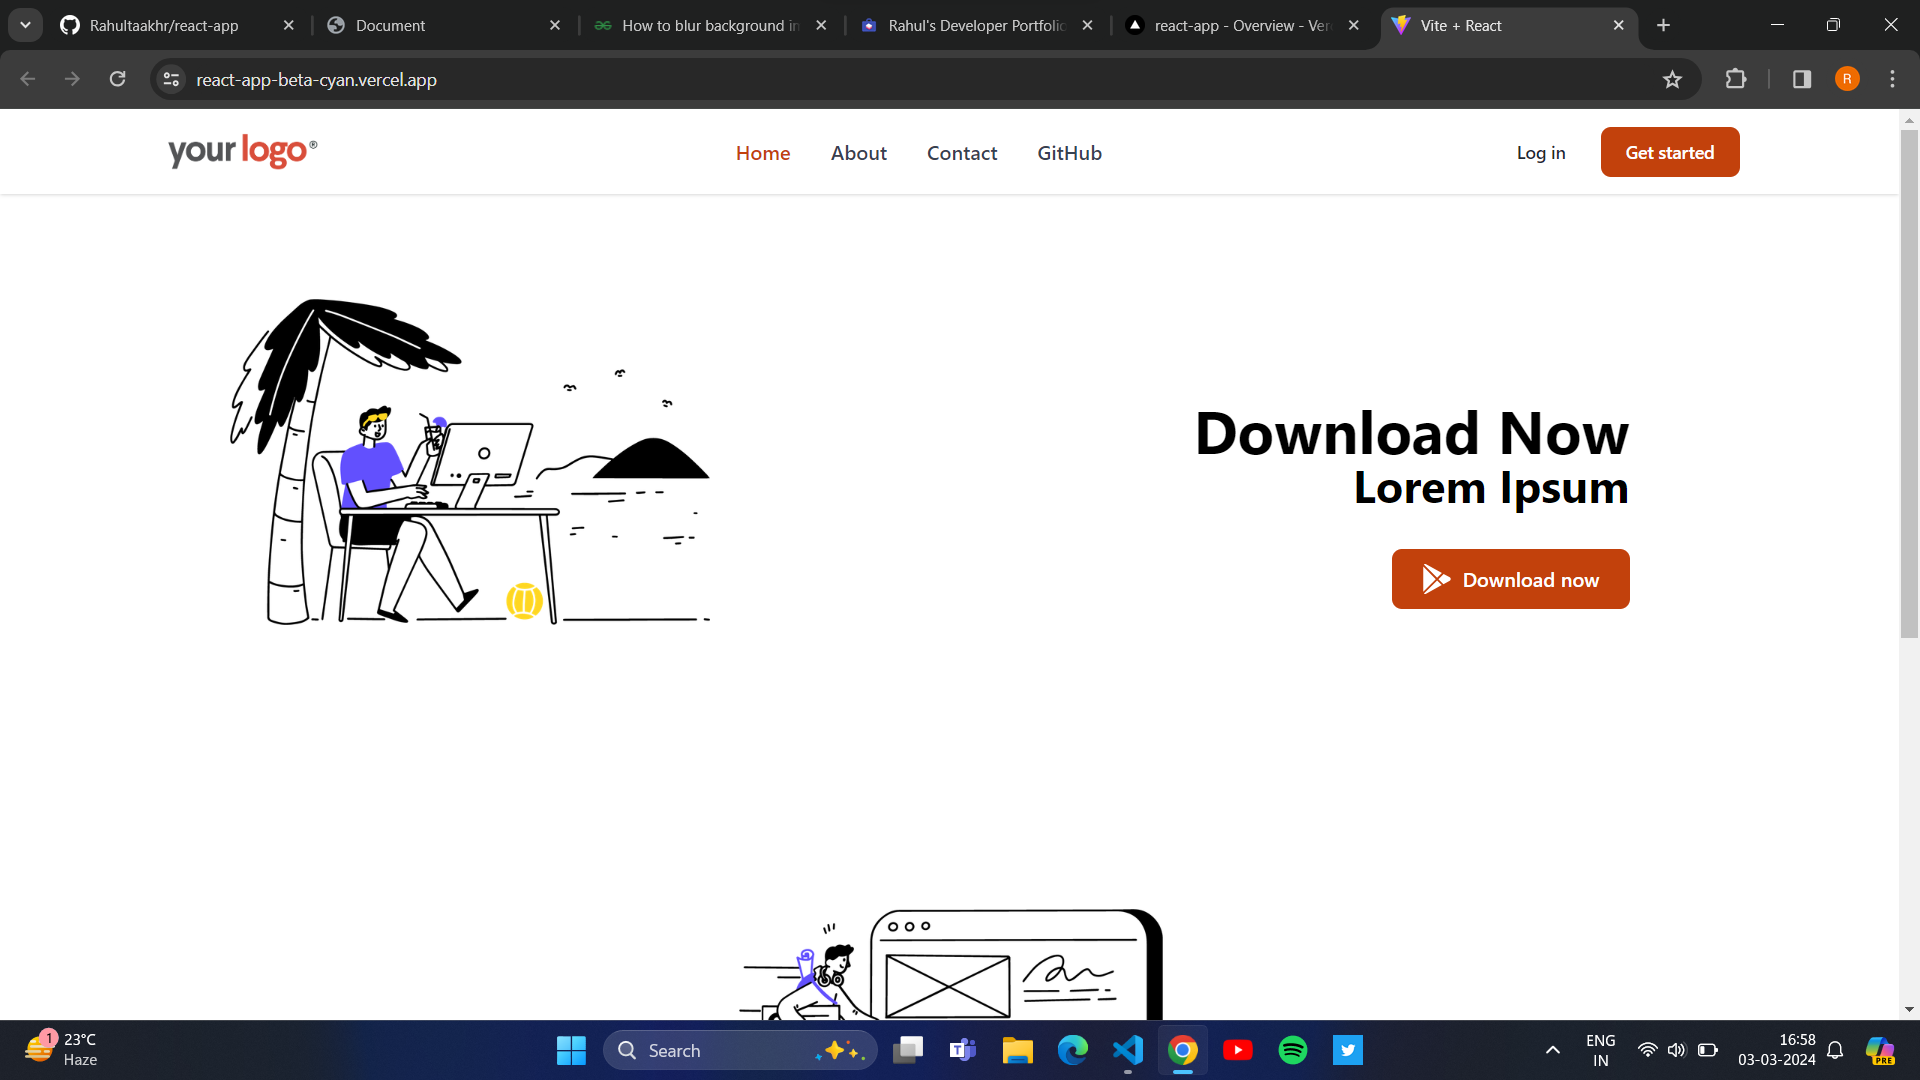 Rahultaakhr/react-app
Document
How to blur background in
Rahul's Developer Portfolio
react-app - Overview - Ver
Vite + React
react-app-beta-cyan.vercel.app
R
your logo®
Home
About
Contact
GitHub
Log in
Get started
Download Now
Lorem Ipsum
Download now
1
23°C
Haze
Search
T
PRE
ENG
IN
16:58
03-03-2024